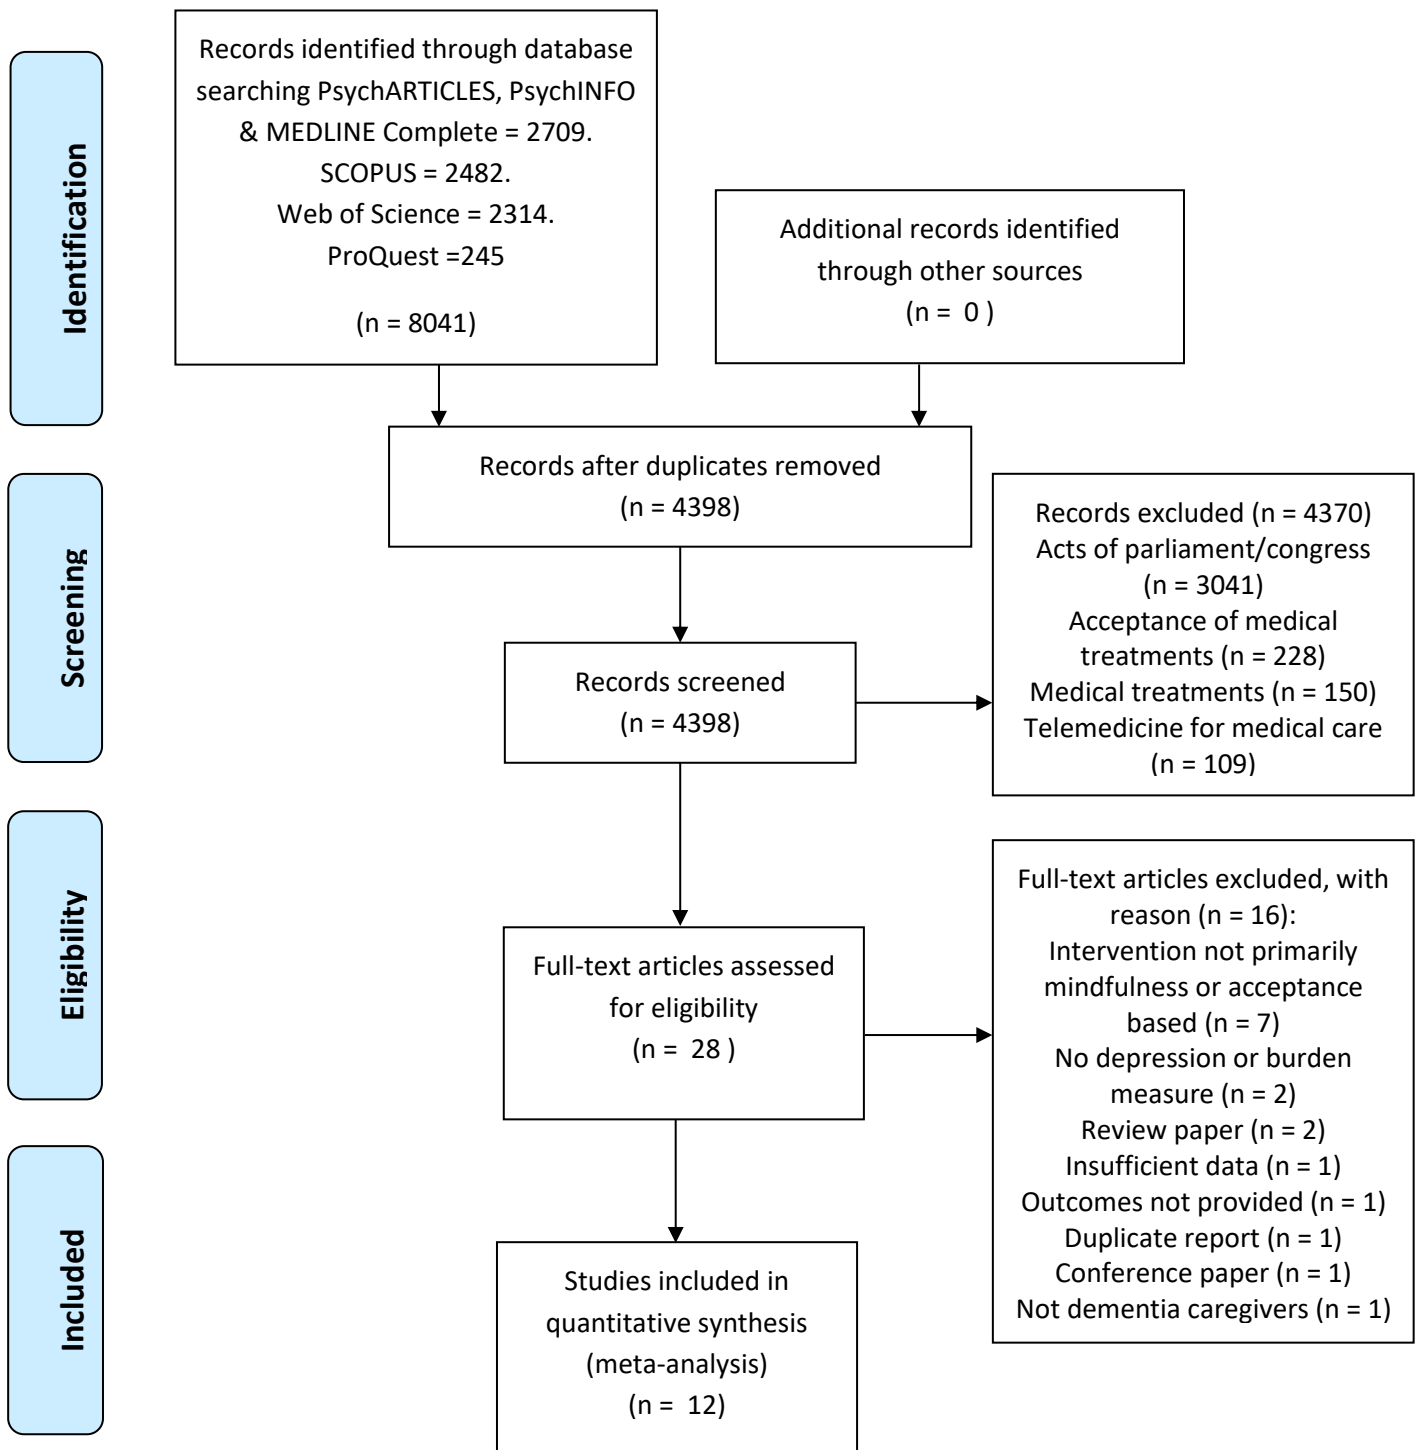 Identification
Records identified through database
searching PsychARTICLES, PsychINFO
& MEDLINE Complete = 2709.
SCOPUS = 2482.
Web of Science = 2314.
ProQuest =245
(n = 8041)
Additional records identified
through other sources
(n =  0 )
Records after duplicates removed
(n = 4398)
Screening
Records screened
(n = 4398)
Records excluded (n = 4370)
Acts of parliament/congress
(n = 3041)
Acceptance of medical
treatments (n = 228)
Medical treatments (n = 150)
Telemedicine for medical care
(n = 109)
Eligibility
Full-text articles assessed
for eligibility
(n =  28 )
Full-text articles excluded, with
reason (n = 16):
Intervention not primarily
mindfulness or acceptance
based (n = 7)
No depression or burden
measure (n = 2)
Review paper (n = 2)
Insufficient data (n = 1)
Outcomes not provided (n = 1)
Duplicate report (n = 1)
Conference paper (n = 1)
Not dementia caregivers (n = 1)
Included
Studies included in
quantitative synthesis
(meta-analysis)
(n =  12)